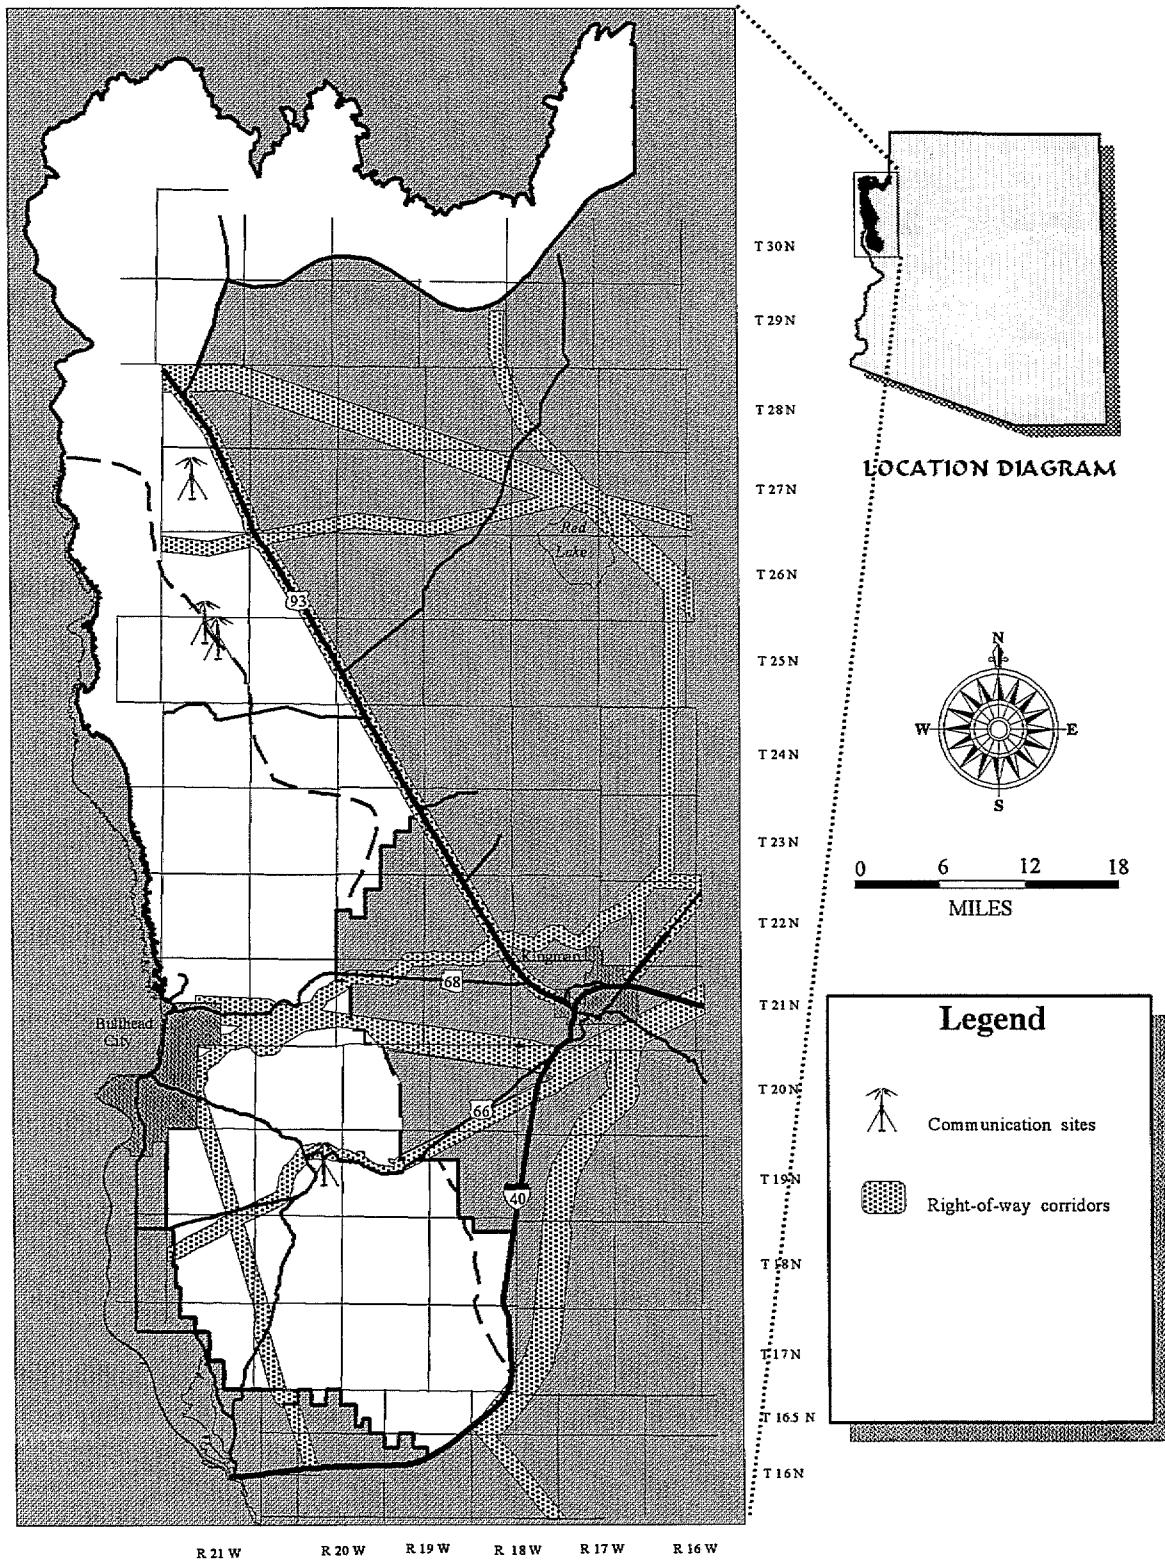 T 30 N
T 29 N
T 28 N
LOCATION DIAGRAM
T 27 N
Red
Lake
T 26 N
93
N
T 25 N
W
E
T 24 N
S
T 23 N
0 6 12 18
MILES
T 22 N
Kingman
68
T 21 N
Legend
Bullhead
City
T 20 N
66
Communication sites
T 19 N
40
Right-of-way corridors
T 18 N
T 17 N
T 16.5 N
T 16 N
R 21 W
R 20 W
R 19 W
R 18 W
R 17 W
R 16 W